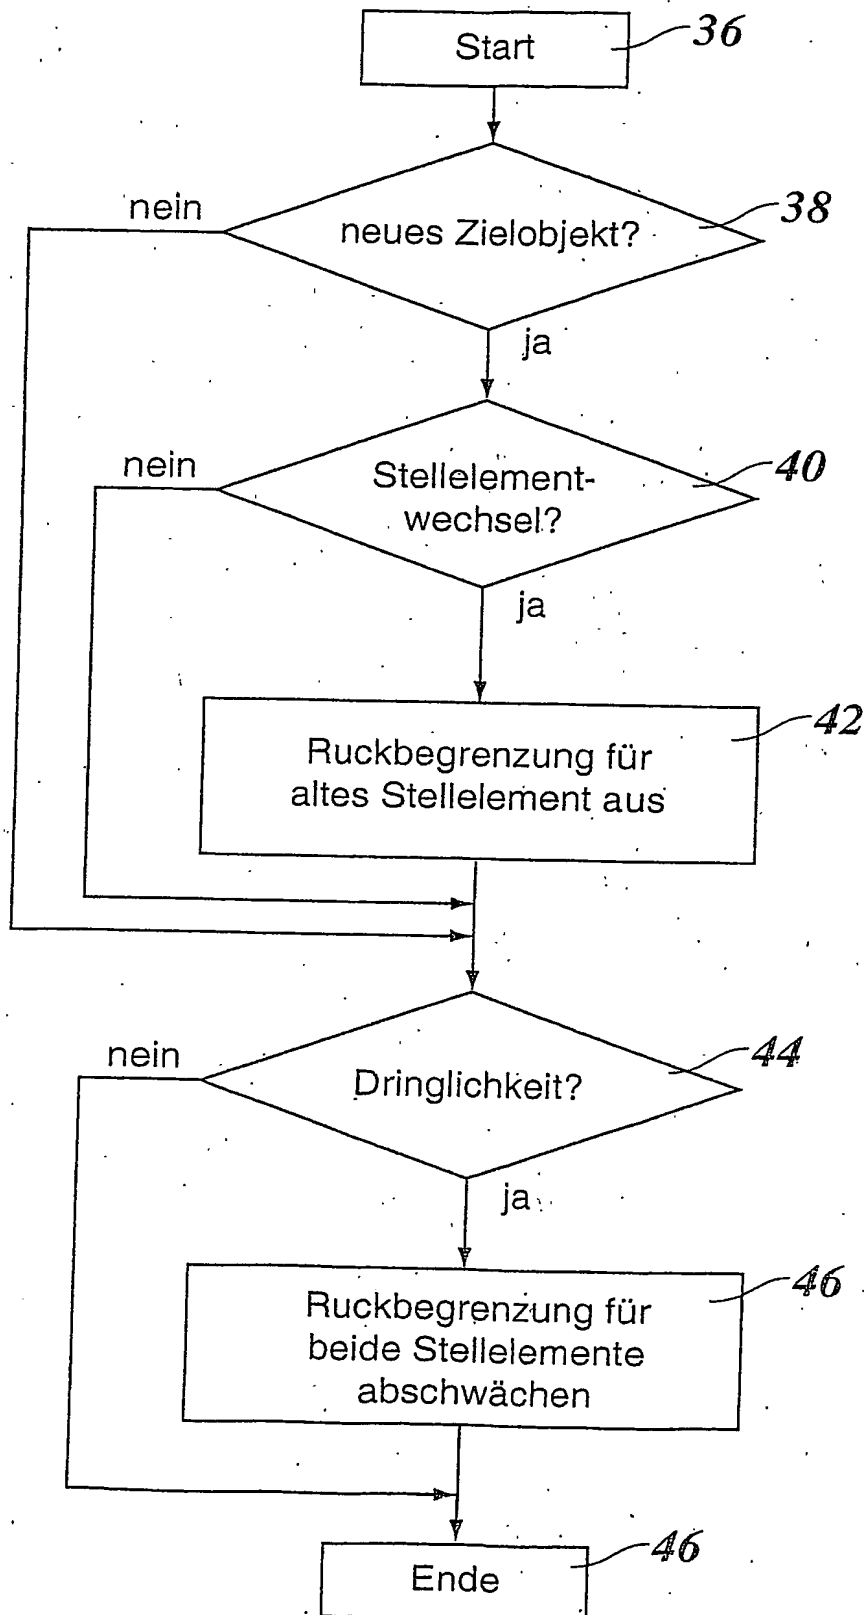 Start
36
nein
neues Zielobjekt?
38
ja
nein
Stellelement-
wechsel?
40
ja
Ruckbegrenzung für
altes Stellelement aus
42
nein
Dringlichkeit?
44
ja
Ruckbegrenzung für
beide Stellelemente
abschwächen
46
Ende
46